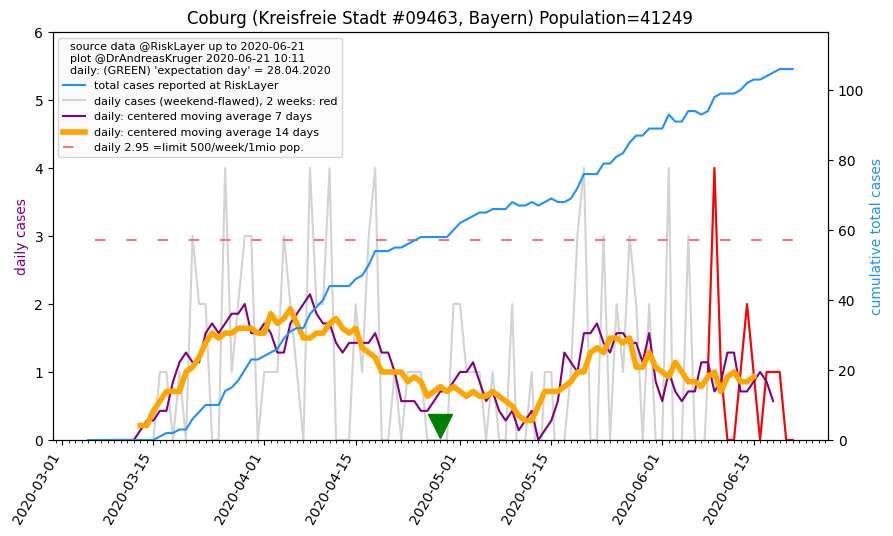 Coburg (Kreisfreie Stadt #09463, Bayern) Population=41249
source data @RiskLayer up to 2020-06-21
plot @DrAndreasKruger 2020-06-21 10:11
daily: (GREEN) 'expectation day' = 28.04.2020
total cases reported at RiskLayer
daily cases (weekend-flawed), 2 weeks: red
daily: centered moving average 7 days
daily: centered moving average 14 days
daily 2.95 =limit 500/week/1mio pop.
daily cases
6
5
4
3
2
1
0
100
80
60
40
20
0
cumulative total cases
2020-03-01
2020-03-15
2020-04-01
2020-04-15
2020-05-01
2020-05-15
2020-06-01
2020-06-15